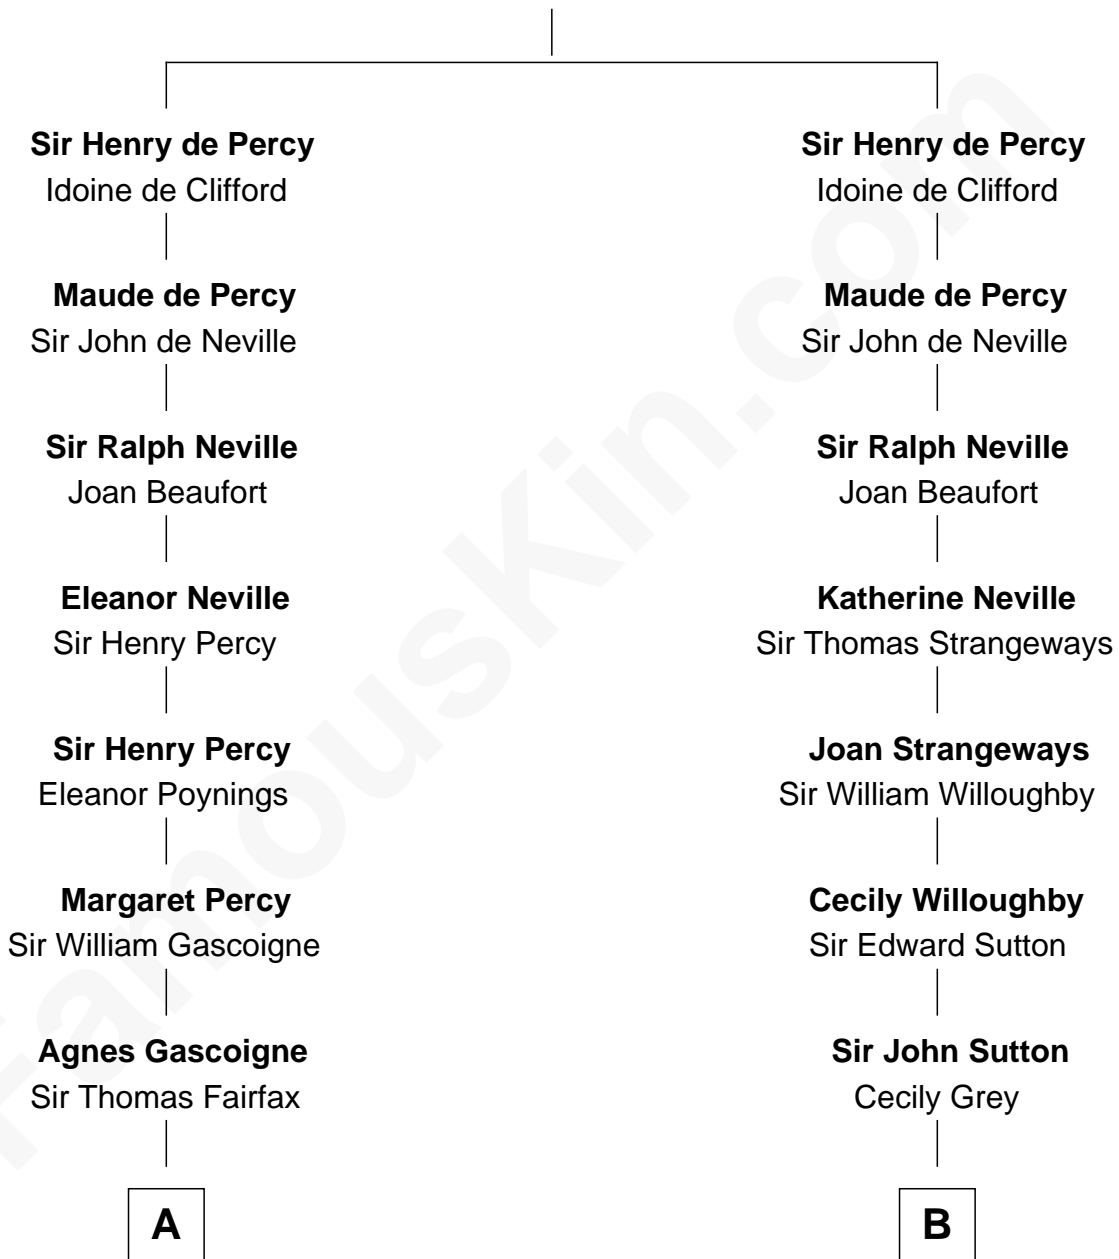 Sir Henry de Percy
Idoine de Clifford
Maude de Percy
Sir John de Neville
Sir Ralph Neville
Joan Beaufort
Eleanor Neville
Sir Henry Percy
Sir Henry Percy
Eleanor Poynings
Margaret Percy
Sir William Gascoigne
Agnes Gascoigne
Sir Thomas Fairfax
A
Sir Henry de Percy
Idoine de Clifford
Maude de Percy
Sir John de Neville
Sir Ralph Neville
Joan Beaufort
Katherine Neville
Sir Thomas Strangeways
Joan Strangeways
Sir William Willoughby
Cecily Willoughby
Sir Edward Sutton
Sir John Sutton
Cecily Grey
B
FamousKin.com